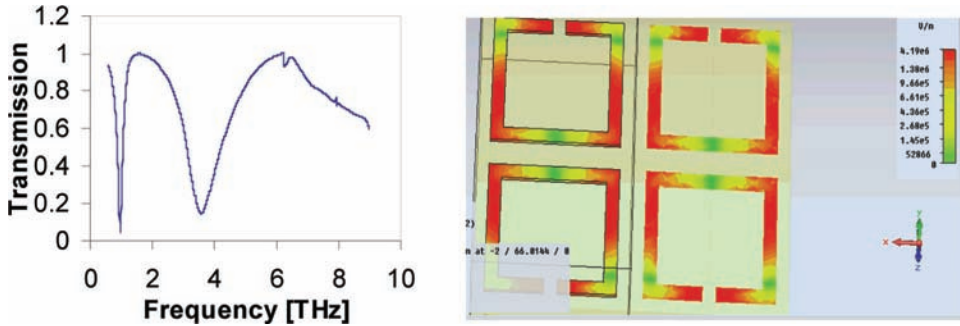 1.2
1
0.8
0.6
0.4
0.2
0
0 2 4 6 8 10
Transmission
Frequency [THz]
V/m
4.19e6
1.38e6
9.66e5
6.61e5
4.36e5
2.68e5
1.45e5
52866
0
2)
m at -2 / 66.0144 / 0
y
x
z